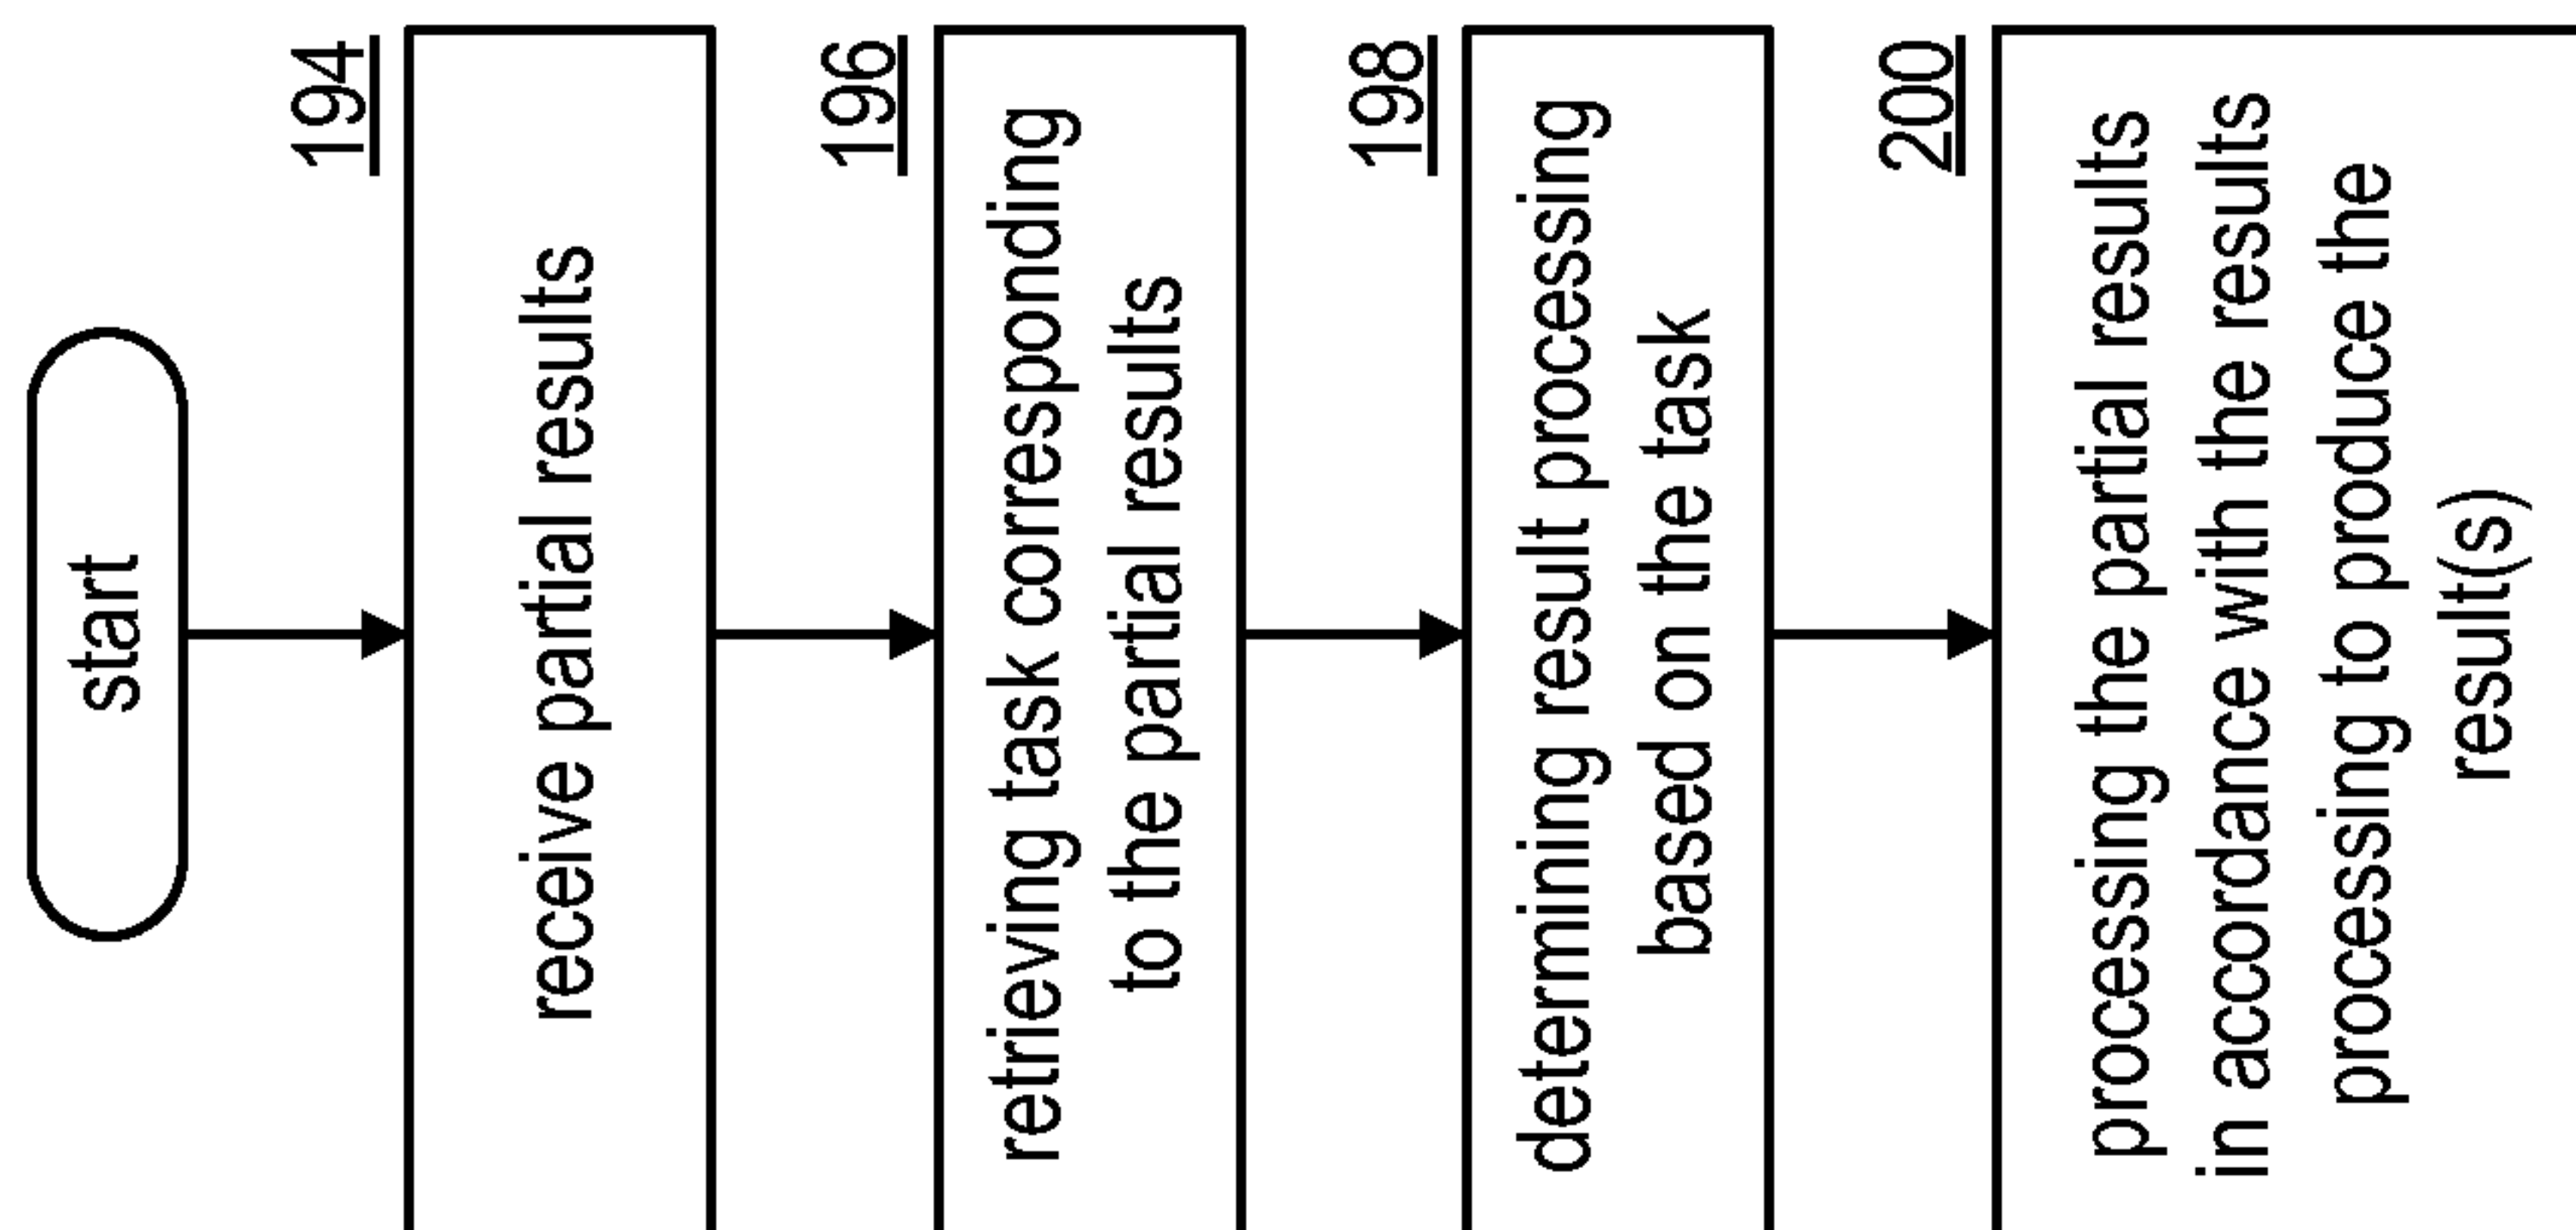 start
194
receive partial results
196
retrieving task corresponding
to the partial results
198
determining result processing
based on the task
200
processing the partial results
in accordance with the results
processing to produce the
result(s)